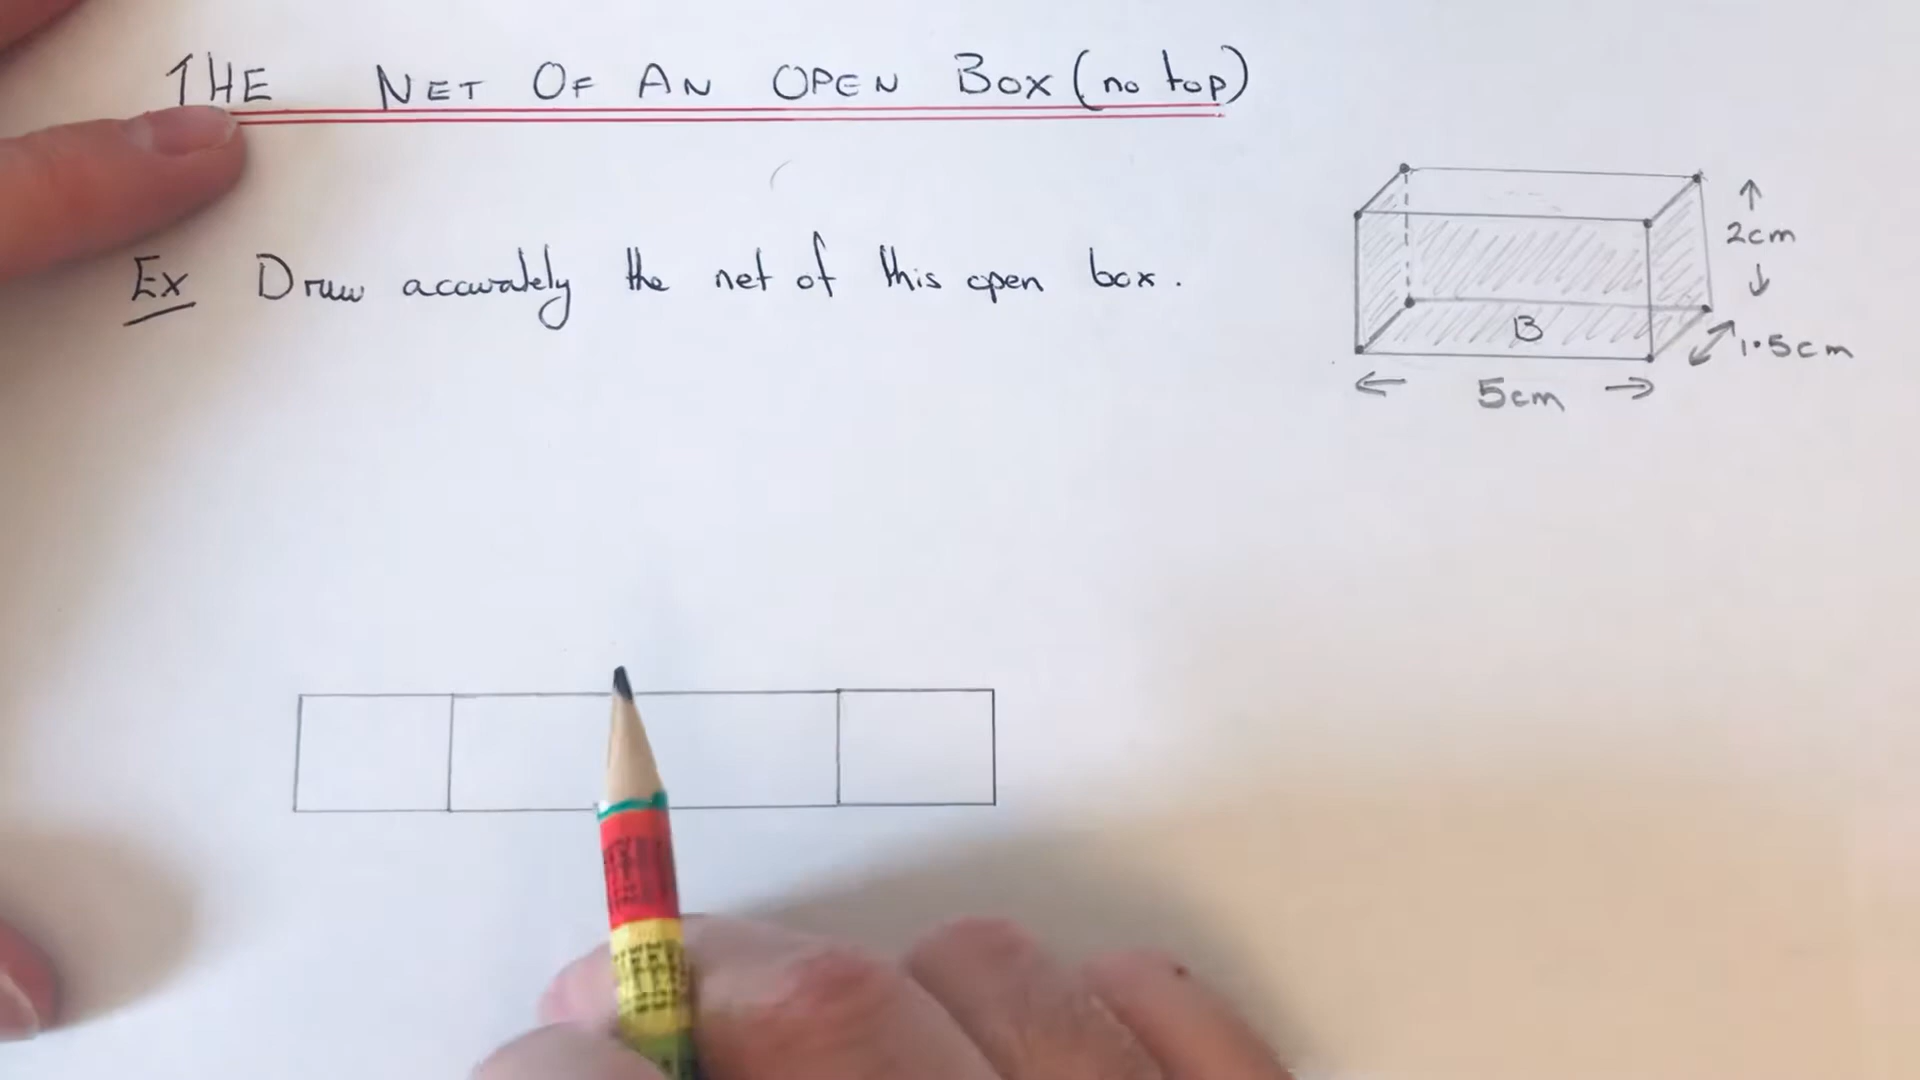 THE NET OF AN OPEN BOX (no top)
Ex Draw accurately the net of this open box.
2cm
B
1.5cm
5cm